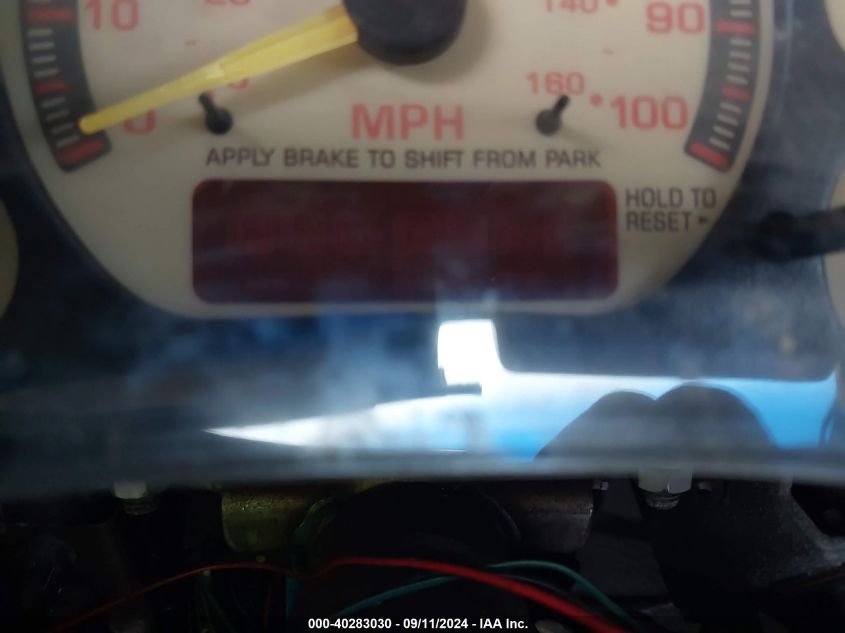 10
20
140
90
0
160
100
MPH
APPLY BRAKE TO SHIFT FROM PARK
HOLD TO
RESET
000-40283030 - 09/11/2024 - IAA Inc.